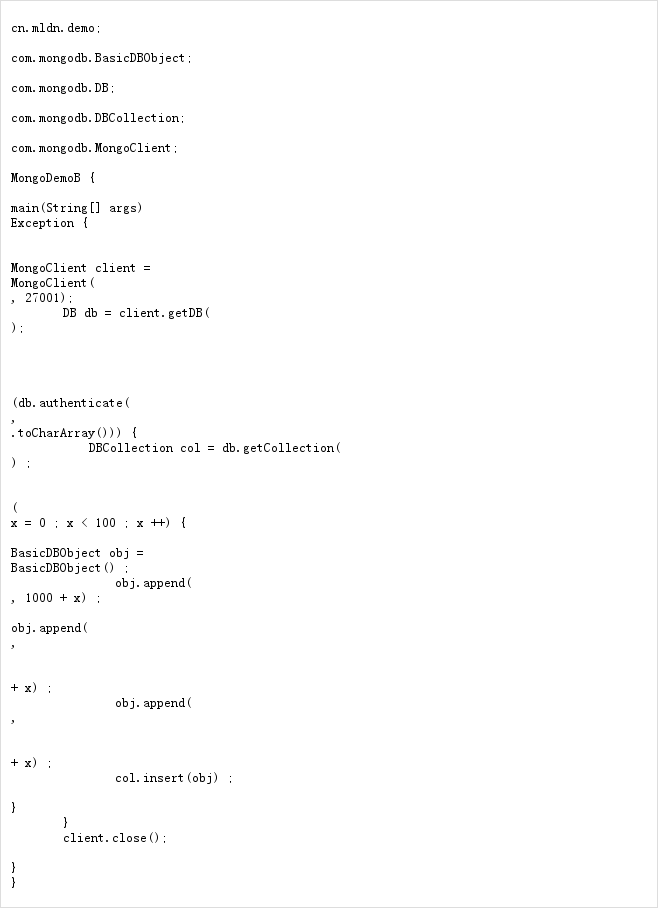 cn.mldn.demo;
com.mongodb.BasicDBObject;
com.mongodb.DB;
com.mongodb.DBCollection;
com.mongodb.MongoClient;
MongoDemoB {
main(String[] args)
Exception {
MongoClient client =
MongoClient(
, 27001);
DB db = client.getDB(
);
(db.authenticate(
,
.toCharArray())) {
DBCollection col = db.getCollection(
) ;
(
x = 0 ; x < 100 ; x ++) {
BasicDBObject obj =
BasicDBObject() ;
obj.append(
, 1000 + x) ;
obj.append(
,
+ x) ;
obj.append(
,
+ x) ;
col.insert(obj) ;
}
}
client.close();
}
}